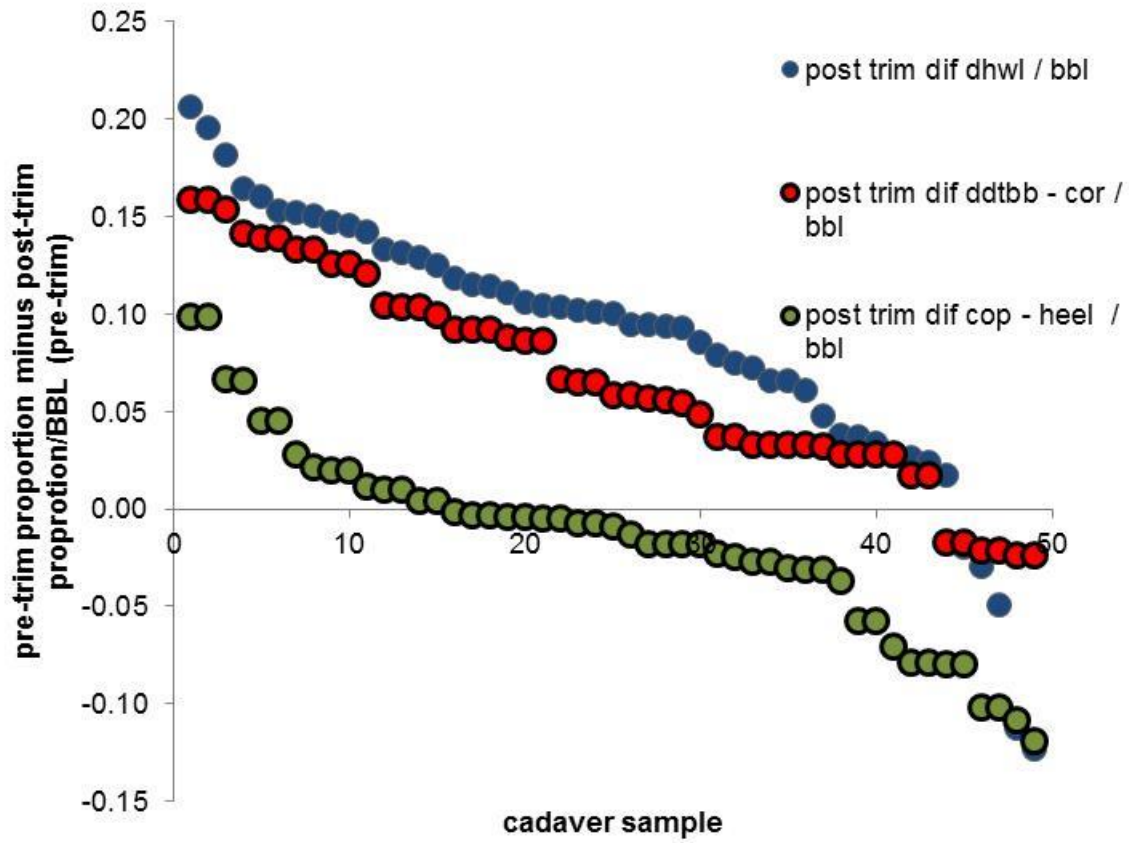 0.25
0.20
0.15
0.10
0.05
0.00
-0.05
-0.10
-0.15
pre-trim proportion minus post-trim
proprotion/BBL (pre-trim)
0
10
20
30
40
50
cadaver sample
post trim dif dhwl / bbl
post trim dif ddtbb - cor /
bbl
post trim dif cop - heel /
bbl